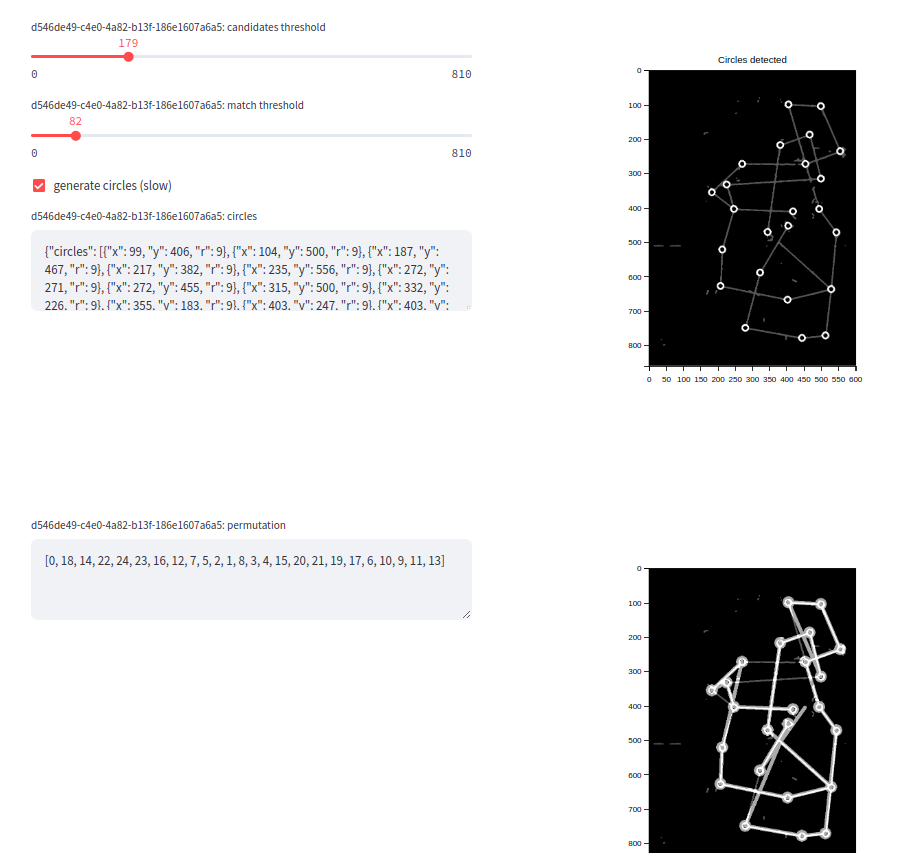 d546de49-c4e0-4a82-b13f-186e1607a6a5: candidates threshold
179
0
810
d546de49-c4e0-4a82-b13f-186e1607a6a5: match threshold
82
0
810
generate circles (slow)
d546de49-c4e0-4a82-b13f-186e1607a6a5: circles
{"circles": [{"x": 99, "y": 406, "r": 9}, {"x": 104, "y": 500, "r": 9}, {"x": 187, "y":
467, "r": 9}, {"x": 217, "y": 382, "r": 9}, {"x": 235, "y": 556, "r": 9}, {"x": 272, "y":
271, "r": 9}, {"x": 272, "y": 455, "r": 9}, {"x": 315, "y": 500, "r": 9}, {"x": 332, "y":
226, "r": 9}, {"x": 355, "y": 183, "r": 9}, {"x": 403, "y": 247, "r": 9}, {"x": 403, "y":
Circles detected
0
100
200
300
400
500
600
700
800
0 50 100 150 200 250 300 350 400 450 500 550 600
d546de49-c4e0-4a82-b13f-186e1607a6a5: permutation
[0, 18, 14, 22, 24, 23, 16, 12, 7, 5, 2, 1, 8, 3, 4, 15, 20, 21, 19, 17, 6, 10, 9, 11, 13]
0
100
200
300
400
500
600
700
800